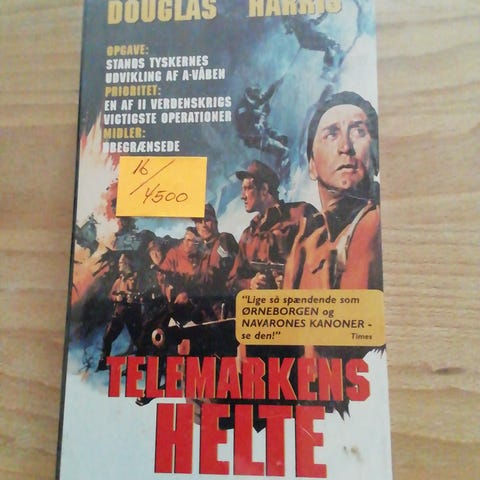 DOUGLAS HARRIS
OPGAVE:
STANDS TYSKERNES
UDVIKLING AF A-VÅBEN
PRIORITET:
EN AF II VERDENSKRIGS
VIGTIGSTE OPERATIONER
MIDLER:
UBEGRÆNSEDE
16/
4500
"Lige så spændende som
ØRNEBORGEN og
NAVARONES KANONER -
se den!" Times
TELEMARKENS
HELTE